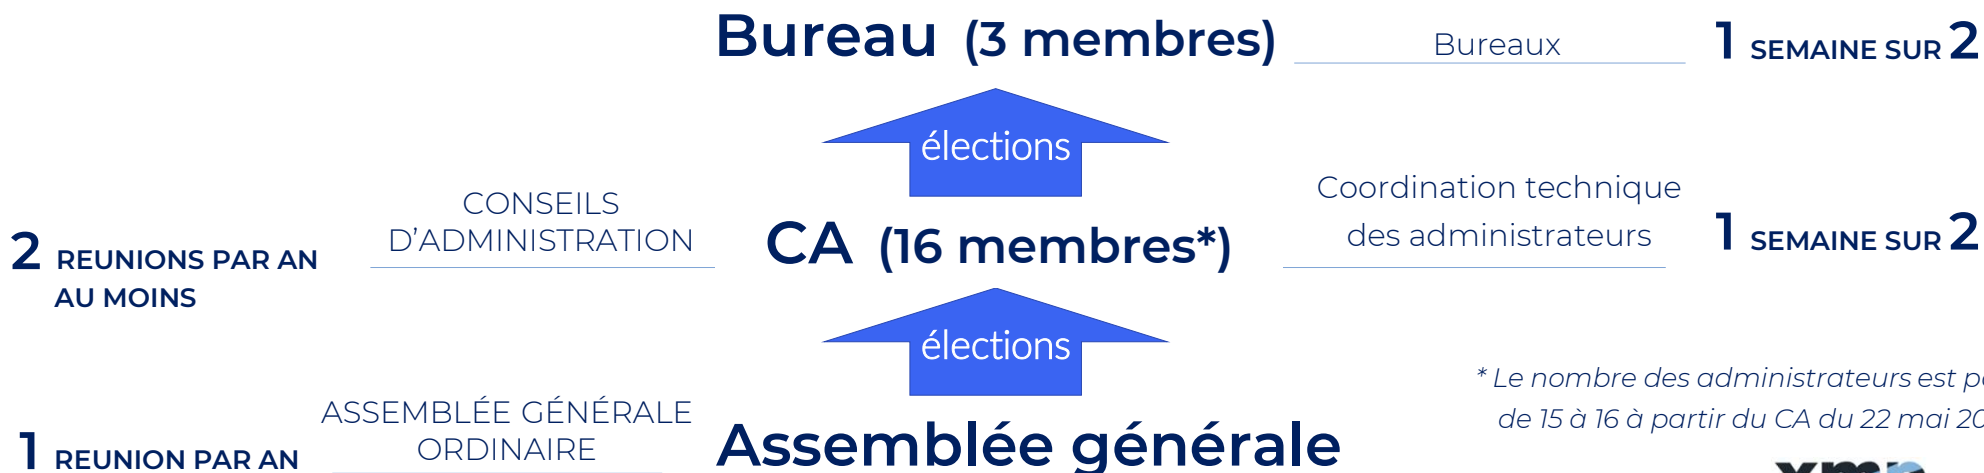 Bureau (3 membres)
Bureaux
1 SEMAINE SUR 2
élections
CONSEILS
D’ADMINISTRATION
2 REUNIONS PAR AN
AU MOINS
CA (16 membres*)
Coordination technique
des administrateurs
1 SEMAINE SUR 2
élections
* Le nombre des administrateurs est
de 15 à 16 à partir du CA du 22 mai
ASSEMBLÉE GÉNÉRALE
ORDINAIRE
1 REUNION PAR AN
Assemblée générale